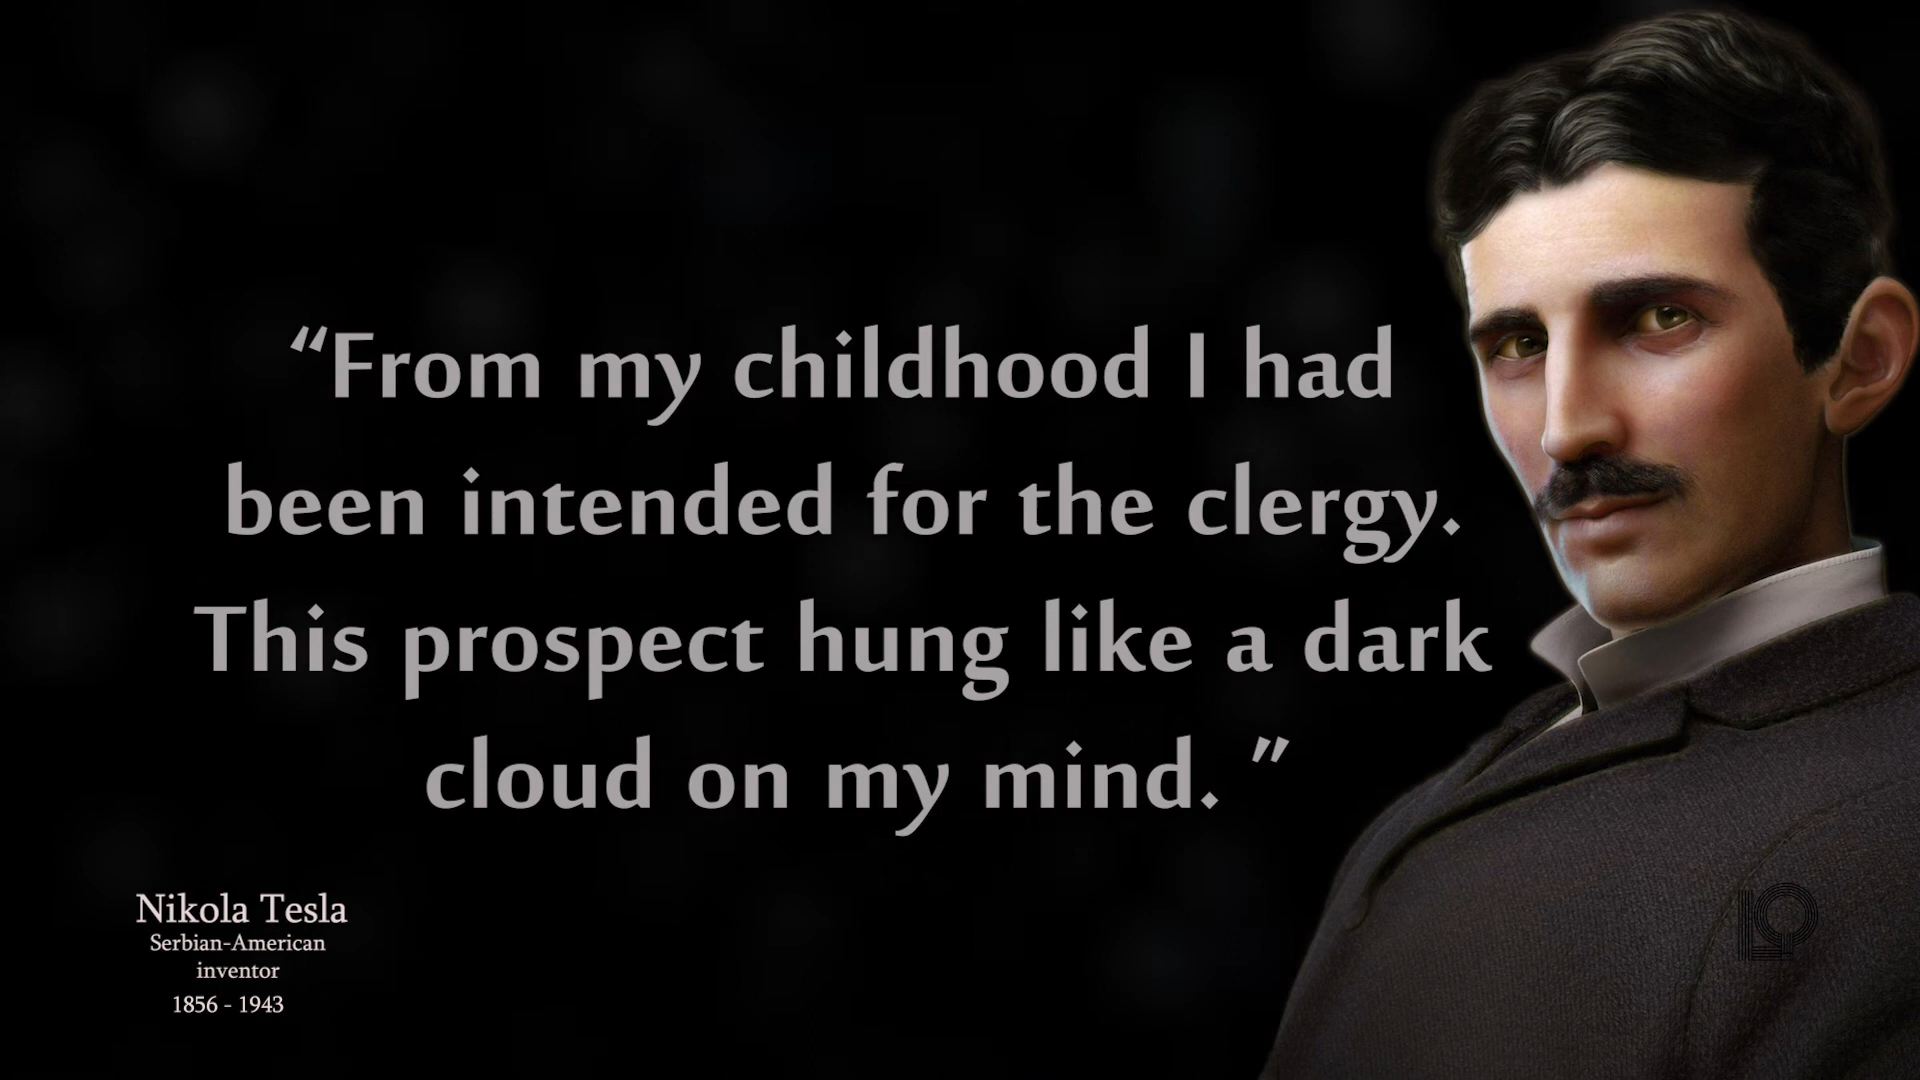 “From my childhood I had
been intended for the clergy.
This prospect hung like a dark
cloud on my mind. ”
Nikola Tesla
Serbian-American
inventor
1856 - 1943